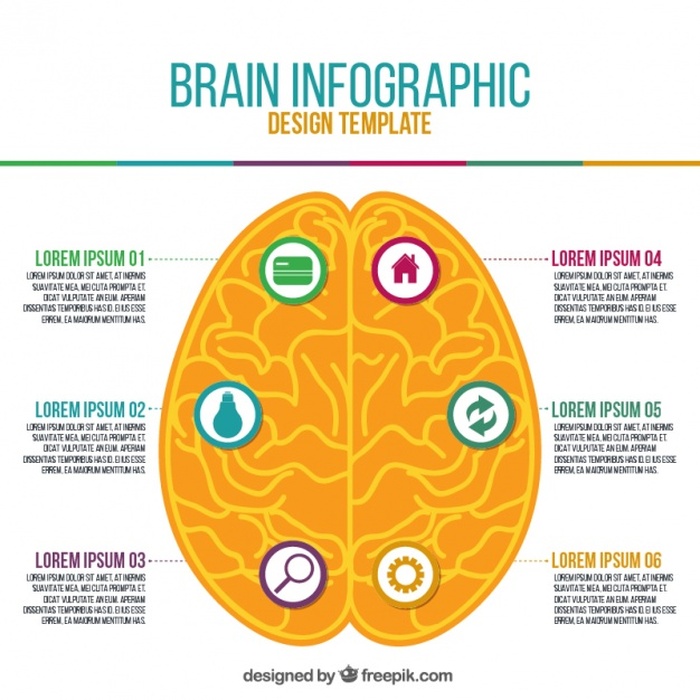 BRAIN INFOGRAPHIC
DESIGN TEMPLATE
LOREM IPSUM 01
LOREM IPSUM DOLOR SIT AMET, AT INERMIS
SUAVITATE MEA, MEI CLITA PROMPTA ET.
DICAT VULPUTATE AN EUM. APERIAM
DISSENTIAS TEMPORIBUS HAS ID. EI IUS ESSE
ERREM, EA MAIORUM MENTITUM HAS.
LOREM IPSUM 02
LOREM IPSUM DOLOR SIT AMET, AT INERMIS
SUAVITATE MEA, MEI CLITA PROMPTA ET.
DICAT VULPUTATE AN EUM. APERIAM
DISSENTIAS TEMPORIBUS HAS ID. EI IUS ESSE
ERREM, EA MAIORUM MENTITUM HAS.
LOREM IPSUM 03
LOREM IPSUM DOLOR SIT AMET, AT INERMIS
SUAVITATE MEA, MEI CLITA PROMPTA ET.
DICAT VULPUTATE AN EUM. APERIAM
DISSENTIAS TEMPORIBUS HAS ID. EI IUS ESSE
ERREM, EA MAIORUM MENTITUM HAS.
LOREM IPSUM 04
LOREM IPSUM DOLOR SIT AMET, AT INERMIS
SUAVITATE MEA, MEI CLITA PROMPTA ET.
DICAT VULPUTATE AN EUM. APERIAM
DISSENTIAS TEMPORIBUS HAS ID. EI IUS ESSE
ERREM, EA MAIORUM MENTITUM HAS.
LOREM IPSUM 05
LOREM IPSUM DOLOR SIT AMET, AT INERMIS
SUAVITATE MEA, MEI CLITA PROMPTA ET.
DICAT VULPUTATE AN EUM. APERIAM
DISSENTIAS TEMPORIBUS HAS ID. EI IUS ESSE
ERREM, EA MAIORUM MENTITUM HAS.
LOREM IPSUM 06
LOREM IPSUM DOLOR SIT AMET, AT INERMIS
SUAVITATE MEA, MEI CLITA PROMPTA ET.
DICAT VULPUTATE AN EUM. APERIAM
DISSENTIAS TEMPORIBUS HAS ID. EI IUS ESSE
ERREM, EA MAIORUM MENTITUM HAS.
designed by freepik.com